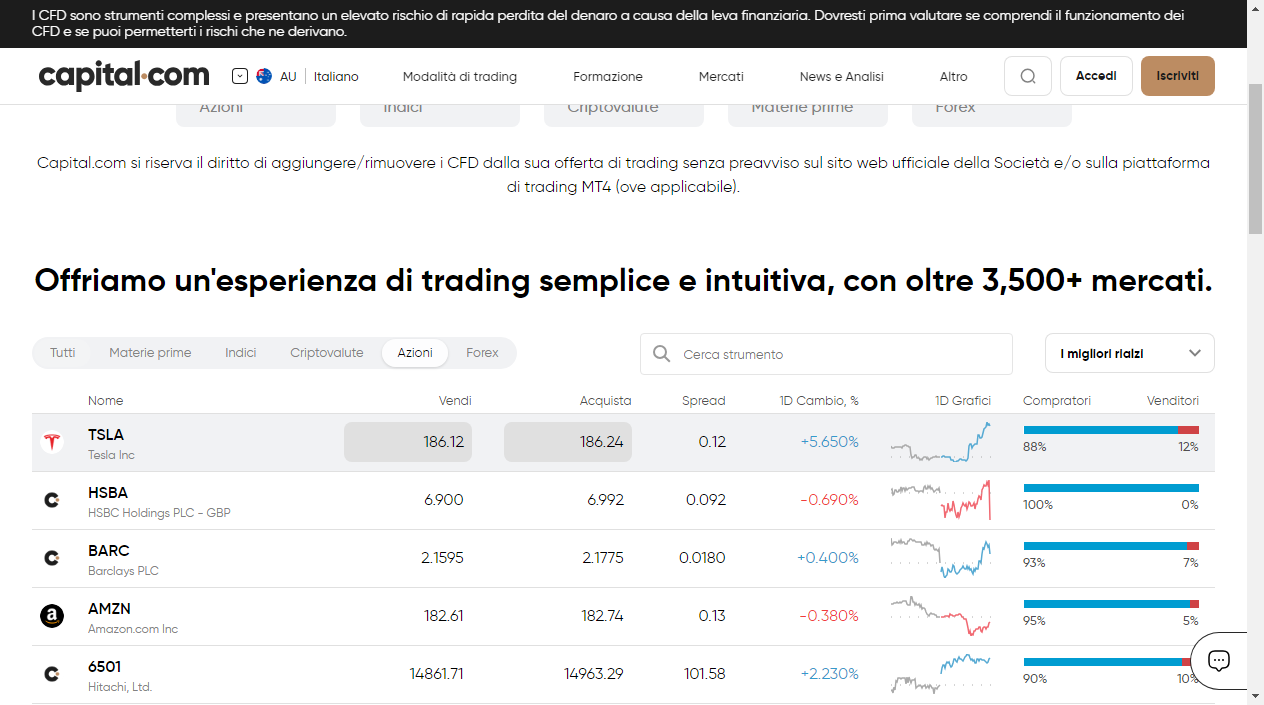 I CFD sono strumenti complessi e presentano un elevato rischio di rapida perdita del denaro a causa della leva finanziaria. Dovresti prima valutare se comprendi il funzionamento dei
CFD e se puoi permetterti i rischi che ne derivano.
capital.com AU Italiano Modalità di trading Formazione Mercati News e Analisi Altro Accedi Iscriviti
Azioni Indici Criptovalute Materie prime Forex
Capital.com si riserva il diritto di aggiungere/rimuovere i CFD dalla sua offerta di trading senza preavviso sul sito web ufficiale della Società e/o sulla piattaforma
di trading MT4 (ove applicabile).
Offriamo un'esperienza di trading semplice e intuitiva, con oltre 3,500+ mercati.
Tutti Materie prime Indici Criptovalute Azioni Forex Cerca strumento I migliori rialzi
Nome Vendi Acquista Spread 1D Cambio, % 1D Grafici Compratori Venditori
TSLA 186.12 186.24 0.12 +5.650%
Tesla Inc 88% 12%
HSBA 6.900 6.992 0.092 -0.690%
HSBC Holdings PLC - GBP 100% 0%
BARC 2.1595 2.1775 0.0180 +0.400%
Barclays PLC 93% 7%
AMZN 182.61 182.74 0.13 -0.380%
Amazon.com Inc 95% 5%
6501 14861.71 14963.29 101.58 +2.230%
Hitachi, Ltd. 90% 10%